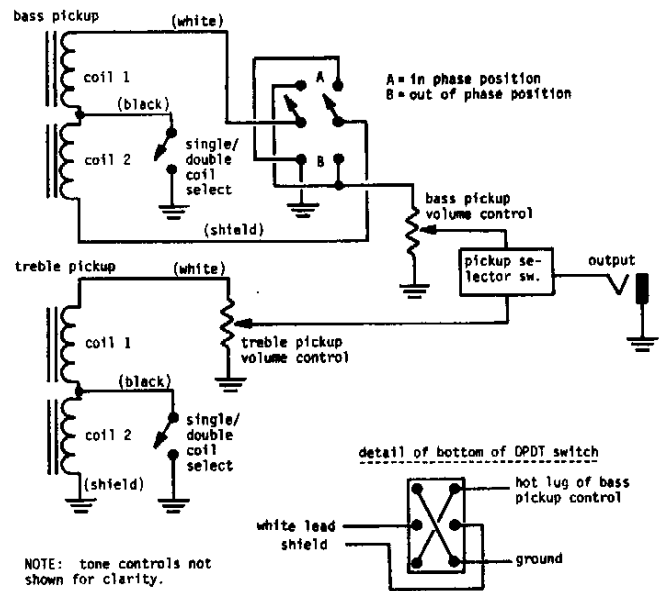 bass pickup
(white)
coil 1
(black)
coil 2
single/
double
coil
select
(shield)
A
B
A = in phase position
B = out of phase position
bass pickup
volume control
pickup se-
lector sw.
output
treble pickup
(white)
coil 1
treble pickup
volume control
(black)
coil 2
single/
double
coil
select
(shield)
detail of bottom of DPDT switch
hot lug of bass
pickup control
white lead
shield
ground
NOTE: tone controls not
shown for clarity.